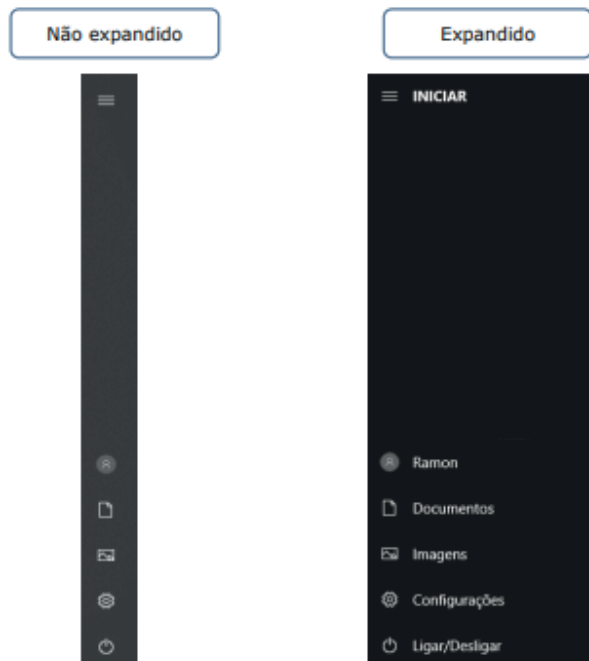 Não expandido
Expandido
INICIAR
Ramon
Documentos
Imagens
Configurações
Ligar/Desligar